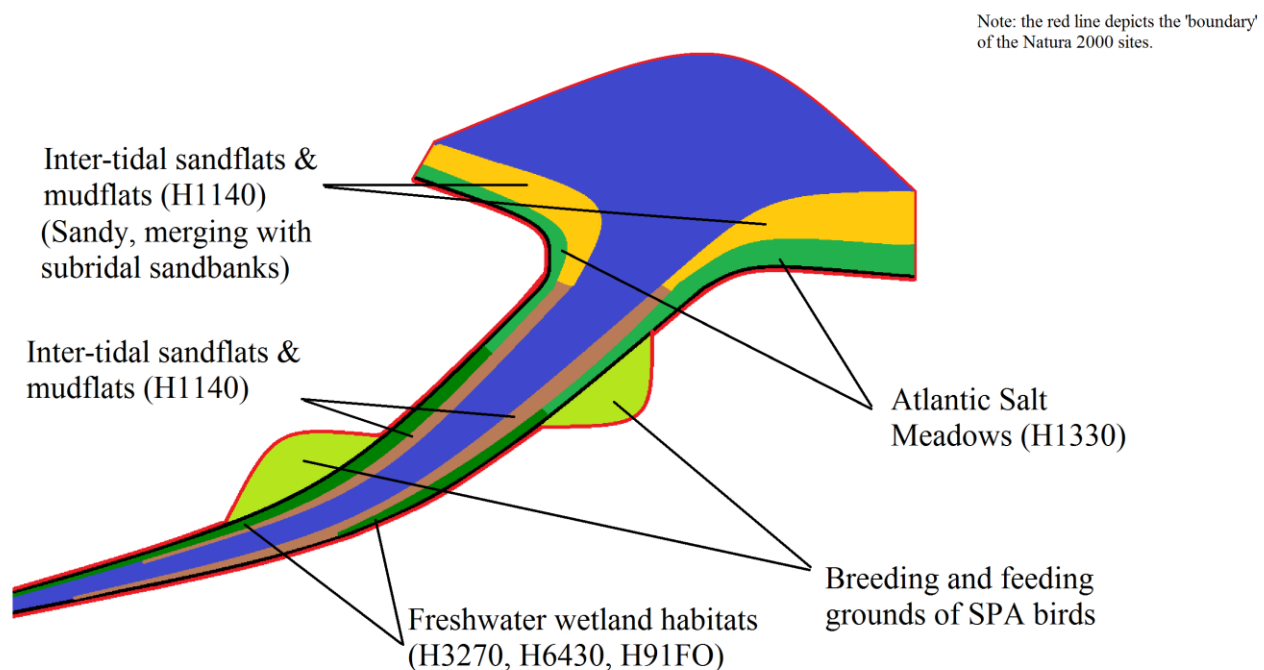 Note: the red line depicts the 'boundary'
of the Natura 2000 sites.
Inter-tidal sandflats &
mudflats (H1140)
(Sandy, merging with
subridal sandbanks)
Inter-tidal sandflats &
mudflats (H1140)
Atlantic Salt
Meadows (H1330)
Breeding and feeding
grounds of SPA birds
Freshwater wetland habitats
(H3270, H6430, H91FO)